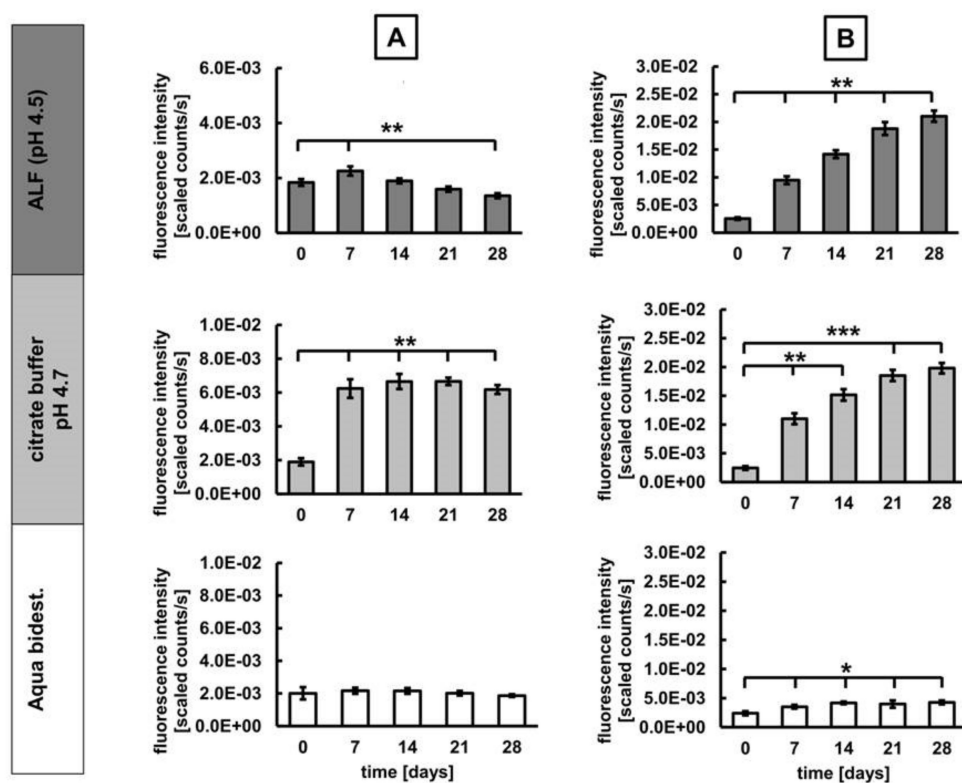 A
B
ALF (pH 4.5)
citrate buffer
pH 4.7
Aqua bidest.
fluorescence intensity
[scaled counts/s]
6.0E-03
4.0E-03
2.0E-03
0.0E+00
**
0 7 14 21 28
fluorescence intensity
[scaled counts/s]
3.0E-02
2.0E-02
2.0E-02
1.0E-02
1.0E-02
5.0E-03
0.0E+00
**
0 7 14 21 28
fluorescence intensity
[scaled counts/s]
1.0E-02
8.0E-03
6.0E-03
4.0E-03
2.0E-03
0.0E+00
**
0 7 14 21 28
fluorescence intensity
[scaled counts/s]
3.0E-02
2.0E-02
2.0E-02
1.0E-02
1.0E-02
5.0E-03
0.0E+00
***
**
0 7 14 21 28
fluorescence intensity
[scaled counts/s]
1.0E-02
8.0E-03
6.0E-03
4.0E-03
2.0E-03
0.0E+00
0 7 14 21 28
time [days]
fluorescence intensity
[scaled counts/s]
3.0E-02
2.0E-02
2.0E-02
1.0E-02
1.0E-02
5.0E-03
0.0E+00
*
0 7 14 21 28
time [days]